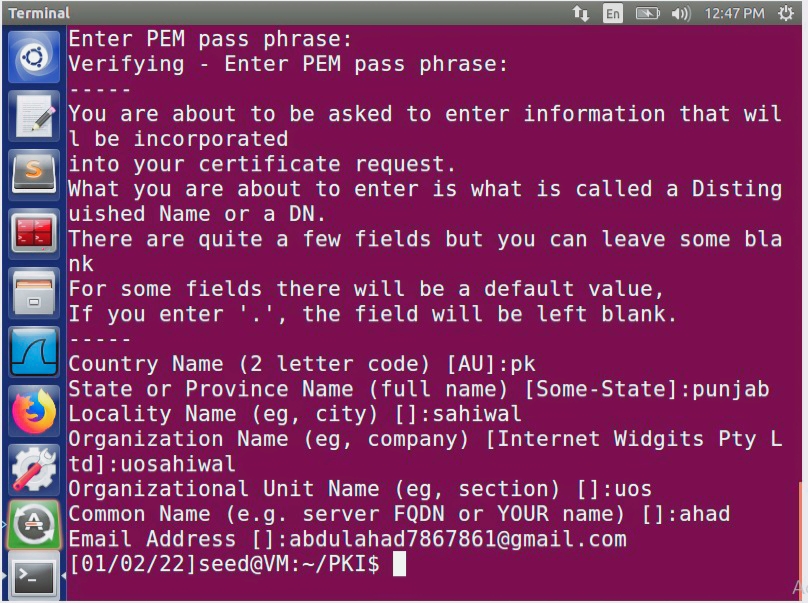 Terminal
En
12:47 PM
Enter PEM pass phrase:
Verifying - Enter PEM pass phrase:
-----
You are about to be asked to enter information that wil
l be incorporated
into your certificate request.
What you are about to enter is what is called a Disting
uished Name or a DN.
There are quite a few fields but you can leave some bla
nk
For some fields there will be a default value,
If you enter '.', the field will be left blank.
-----
Country Name (2 letter code) [AU]:pk
State or Province Name (full name) [Some-State]:punjab
Locality Name (eg, city) []:sahiwal
Organization Name (eg, company) [Internet Widgits Pty L
td]:uosahiwal
Organizational Unit Name (eg, section) []:uos
Common Name (e.g. server FQDN or YOUR name) []:ahad
Email Address []:abdulahad7867861@gmail.com
[01/02/22]seed@VM:~/PKI$